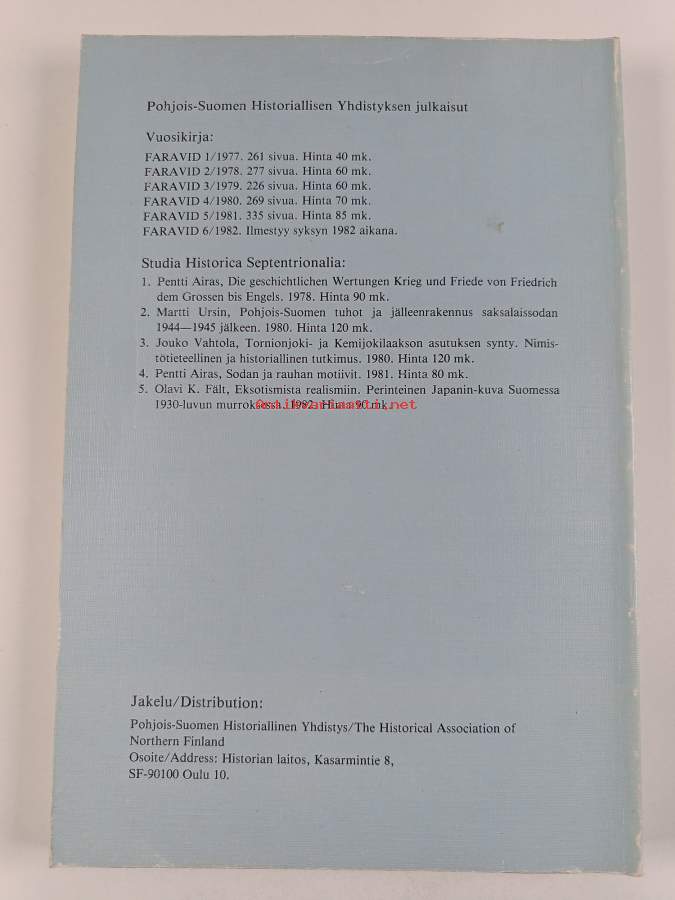 Pohjois-Suomen Historiallisen Yhdistyksen julkaisut
Vuosikirja:
FARAVID 1/1977. 261 sivua. Hinta 40 mk.
FARAVID 2/1978. 277 sivua. Hinta 60 mk.
FARAVID 3/1979. 226 sivua. Hinta 60 mk.
FARAVID 4/1980. 269 sivua. Hinta 70 mk.
FARAVID 5/1981. 335 sivua. Hinta 85 mk.
FARAVID 6/1982. Ilmestyy syksyn 1982 aikana.
Studia Historica Septentrionalia:
1. Pentti Airas, Die geschichtlichen Wertungen Krieg und Friede von Friedrich
dem Grossen bis Engels. 1978. Hinta 90 mk.
2. Martti Ursin, Pohjois-Suomen tuhot ja jälleenrakennus saksalaissodan
1944—1945 jälkeen. 1980. Hinta 120 mk.
3. Jouko Vahtola, Tornionjoki- ja Kemijokilaakson asutuksen synty. Nimis-
tötieteellinen ja historiallinen tutkimus. 1980. Hinta 120 mk.
4. Pentti Airas, Sodan ja rauhan motiivit. 1981. Hinta 80 mk.
5. Olavi K. Fält, Eksotismista realismiin. Perinteinen Japanin-kuva Suomessa
1930-luvun murroksessa. 1982. Hinta 90 mk.
Antikvariaatti.net
Jakelu/Distribution:
Pohjois-Suomen Historiallinen Yhdistys/The Historical Association of
Northern Finland
Osoite/Address: Historian laitos, Kasarmintie 8,
SF-90100 Oulu 10.